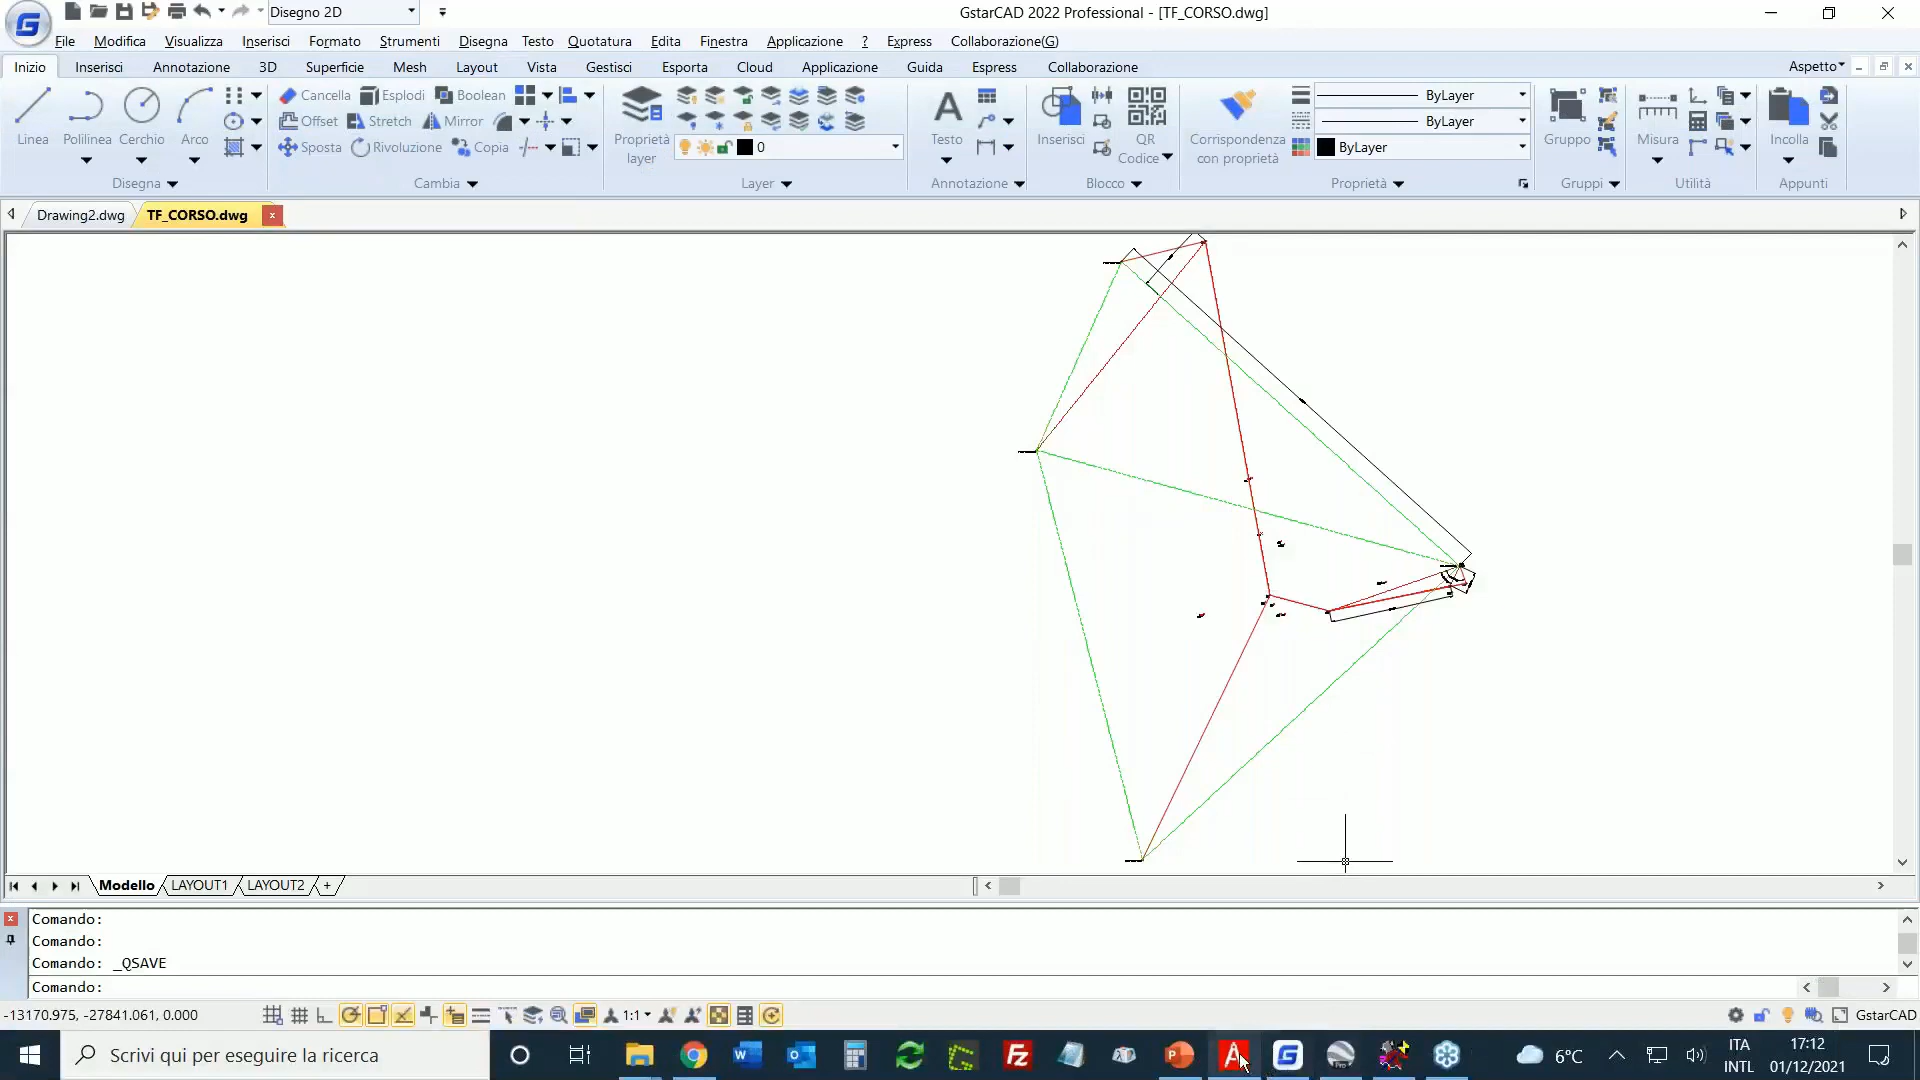 Disegno 2D
GstarCAD 2022 Professional - [TF_CORSO.dwg]
File Modifica Visualizza Inserisci Formato Strumenti Disegna Testo Quotatura Edita Finestra Applicazione ? Express Collaborazione(G)
Inizio Inserisci Annotazione 3D Superficie Mesh Layout Vista Gestisci Esporta Cloud Applicazione Guida Express Collaborazione Aspetto
Linea Polilinea Cerchio Arco
Cancella Esplodi Boolean
Offset Stretch Mirror
Sposta Rivoluzione Copia
Proprietà layer
0
Testo
Inserisci
QR Codice
Corrispondenza con proprietà
ByLayer
ByLayer
ByLayer
Gruppo
Misura
Incolla
Disegna Cambia Layer Annotazione Blocco Proprietà Gruppi Utilità Appunti
Drawing2.dwg TF_CORSO.dwg
Modello LAYOUT1 LAYOUT2 +
Comando:
Comando:
Comando: _QSAVE
Comando:
-13170.975, -27841.061, 0.000
1:1
GstarCAD
Scrivi qui per eseguire la ricerca
6°C
ITA
INTL
17:12
01/12/2021